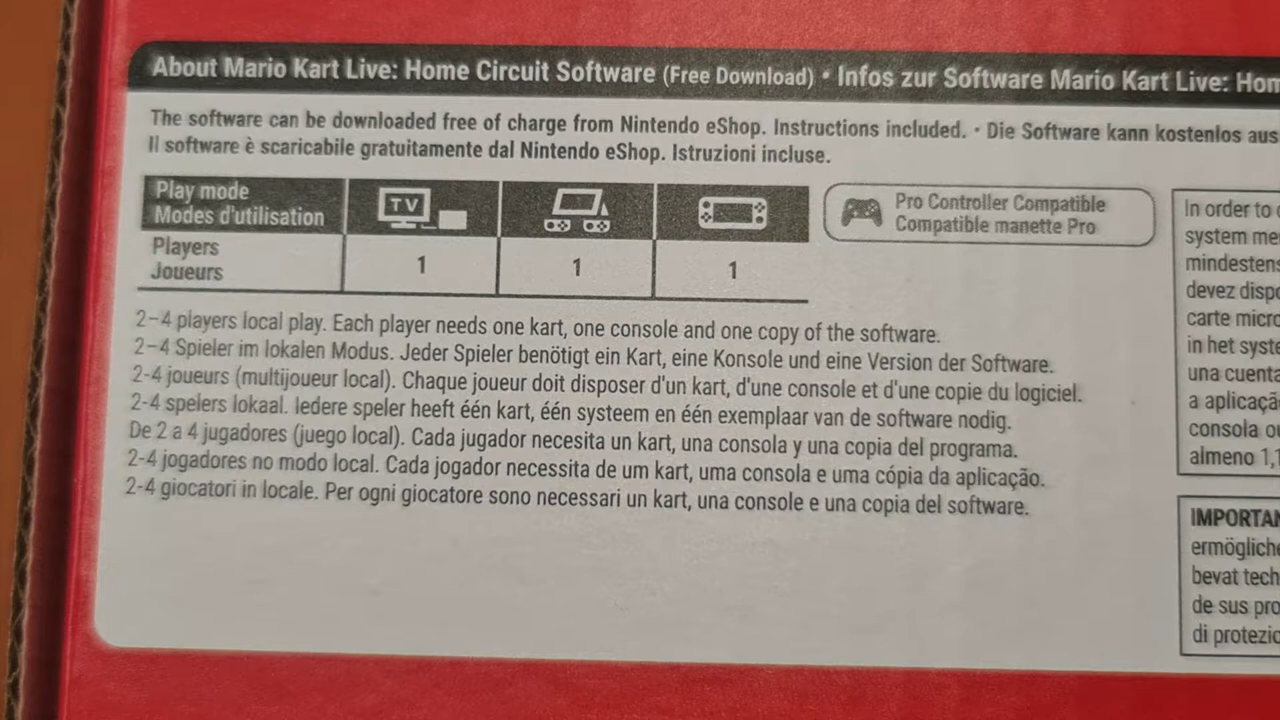 About Mario Kart Live: Home Circuit Software (Free Download) • Infos zur Software Mario Kart Live:
The software can be downloaded free of charge from Nintendo eShop. Instructions included. • Die Software kann kostenlos aus
Il software è scaricabile gratuitamente dal Nintendo eShop. Istruzioni incluse.
Play mode
Modes d'utilisation
TV
Players
Joueurs
1
1
1
Pro Controller Compatible
Compatible manette Pro
2–4 players local play. Each player needs one kart, one console and one copy of the software.
2–4 Spieler im lokalen Modus. Jeder Spieler benötigt ein Kart, eine Konsole und eine Version der Software.
2-4 joueurs (multijoueur local). Chaque joueur doit disposer d'un kart, d'une console et d'une copie du logiciel.
2-4 spelers lokaal. Iedere speler heeft één kart, één systeem en één exemplaar van de software nodig.
De 2 a 4 jugadores (juego local). Cada jugador necesita un kart, una consola y una copia del programa.
2-4 jogadores no modo local. Cada jogador necessita de um kart, uma consola e uma cópia da aplicação.
2-4 giocatori in locale. Per ogni giocatore sono necessari un kart, una console e una copia del software.
In order to
system
mindestens
devez
carte
in het
una
a
consola
almeno 1,1
bevat
de sus
di